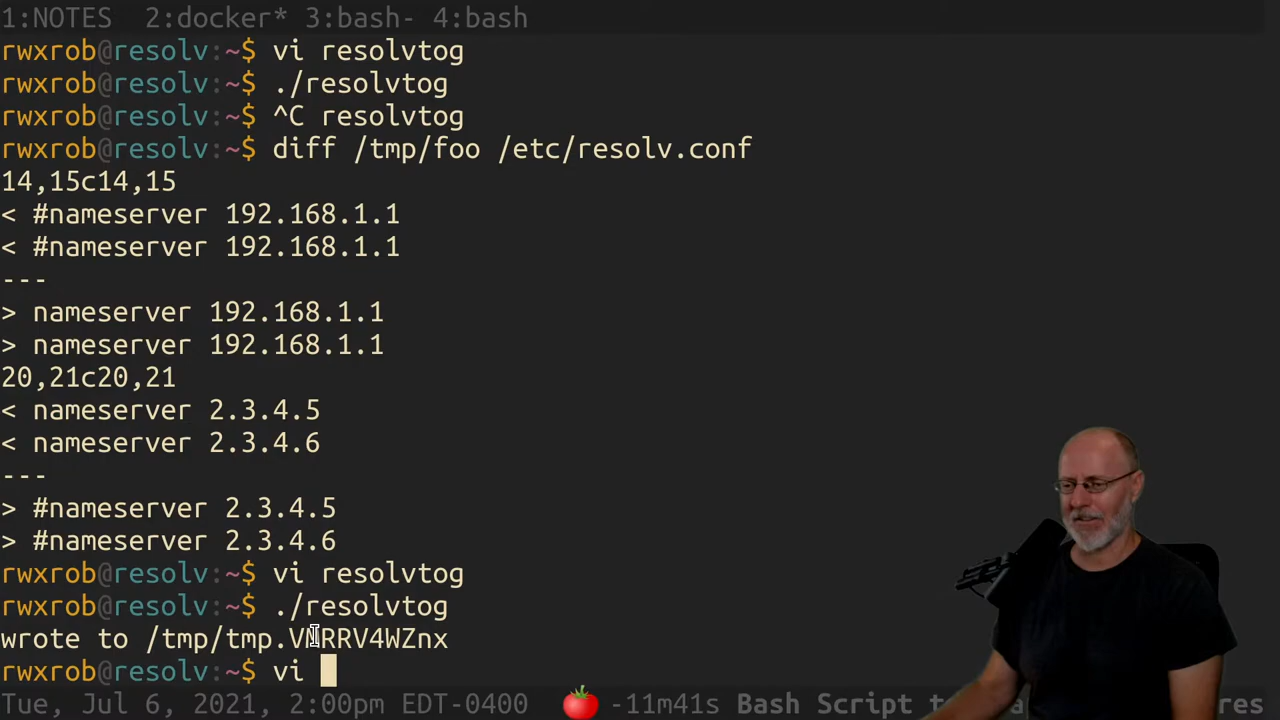 1:NOTES  2:docker* 3:bash- 4:bash
rwxrob@resolv:~$ vi resolvtog
rwxrob@resolv:~$ ./resolvtog
rwxrob@resolv:~$ ^C resolvtog
rwxrob@resolv:~$ diff /tmp/foo /etc/resolv.conf
14,15c14,15
< #nameserver 192.168.1.1
< #nameserver 192.168.1.1
---
> nameserver 192.168.1.1
> nameserver 192.168.1.1
20,21c20,21
< nameserver 2.3.4.5
< nameserver 2.3.4.6
---
> #nameserver 2.3.4.5
> #nameserver 2.3.4.6
rwxrob@resolv:~$ vi resolvtog
rwxrob@resolv:~$ ./resolvtog
wrote to /tmp/tmp.VMRRV4WZnx
rwxrob@resolv:~$ vi
Tue, Jul 6, 2021, 2:00pm EDT-0400  🍅 -11m41s Bash Script t